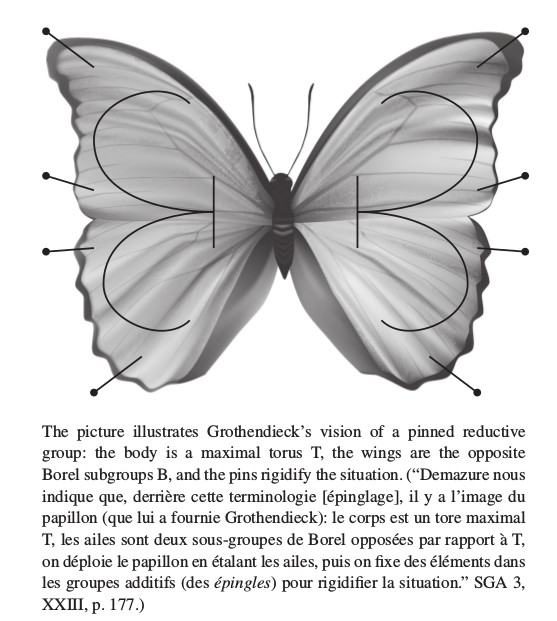 The picture illustrates Grothendieck's vision of a pinned reductive
group: the body is a maximal torus T, the wings are the opposite
Borel subgroups B, and the pins rigidify the situation. (“Demazure nous
indique que, derrière cette terminologie [épinglage], il y a l'image du
papillon (que lui a fournie Grothendieck): le corps est un tore maximal
T, les ailes sont deux sous-groupes de Borel opposées par rapport à T,
on déploie le papillon en étalant les ailes, puis on fixe des éléments dans
les groupes additifs (des épingles) pour rigidifier la situation.” SGA 3,
XXIII, p. 177.)